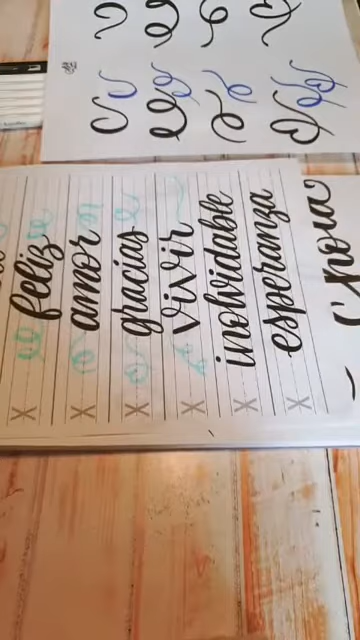 feliz
amor
gracias
vivir
inolvidable
esperanza